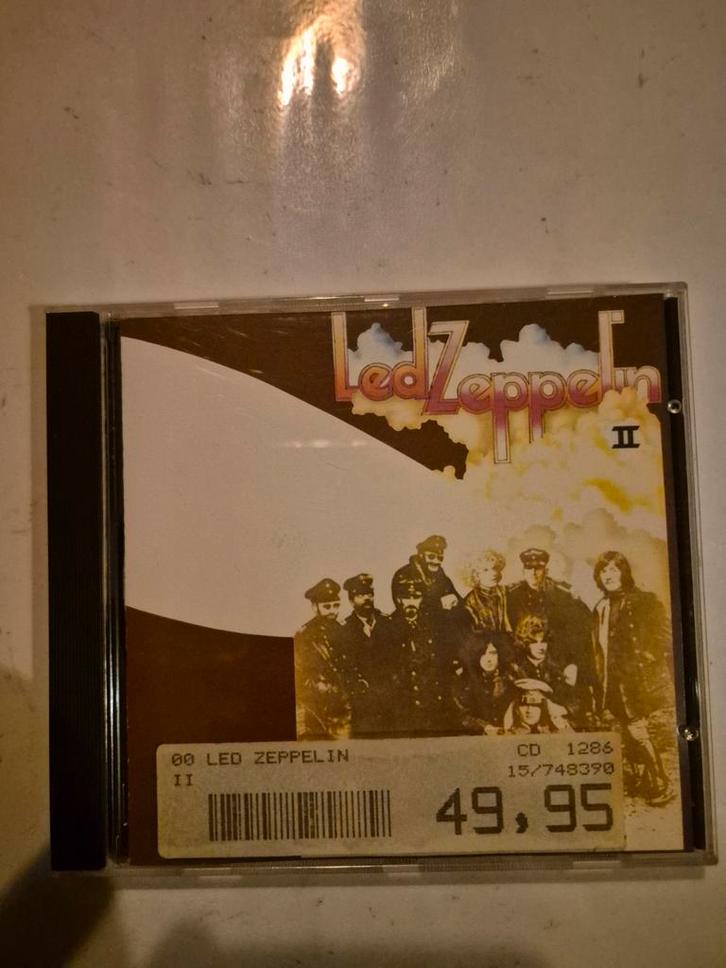 Led Zeppelin
II
00 LED ZEPPELIN CD 1286
II 15/748390
49,95